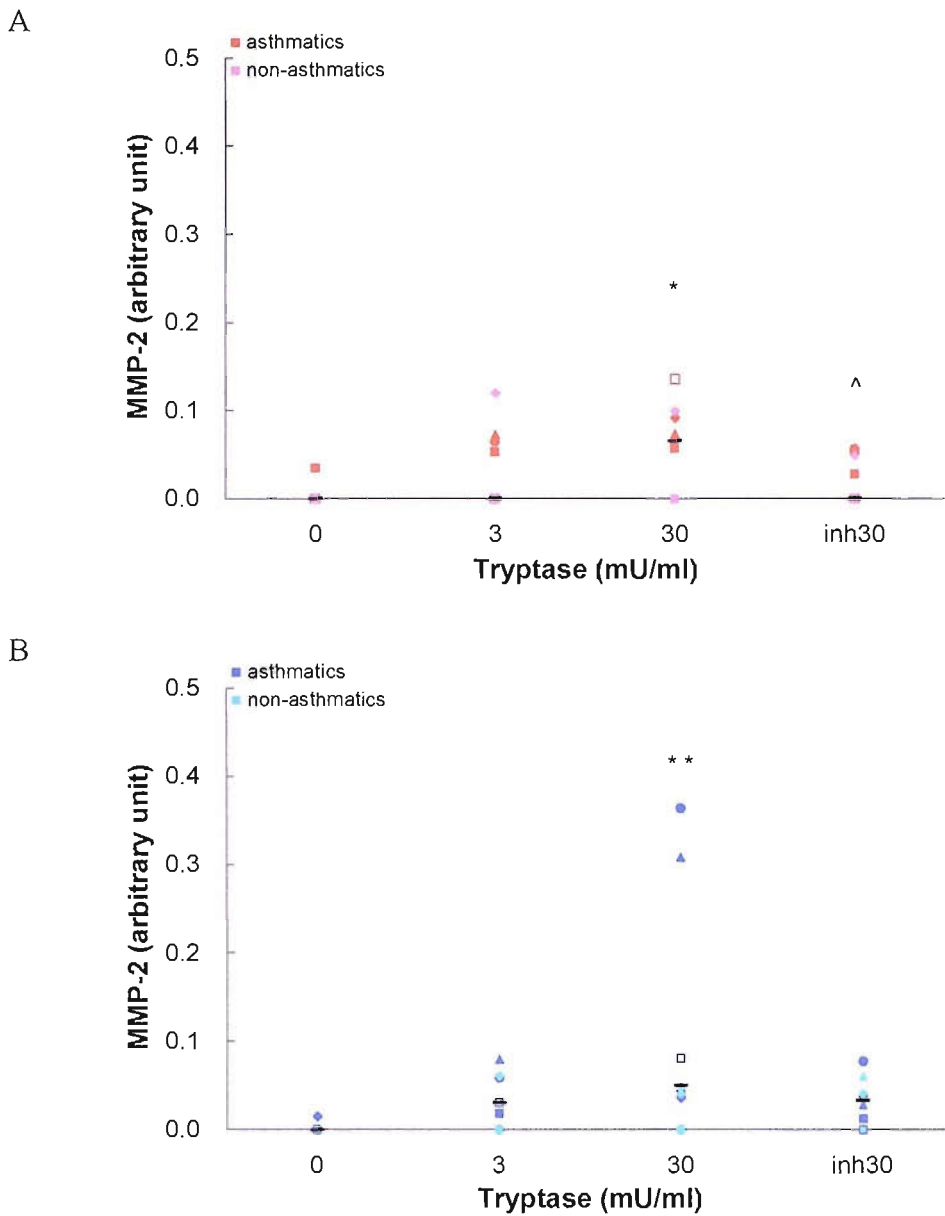 A
asthmatics
non-asthmatics
0.5
0.4
0.3
0.2
0.1
0.0
MMP-2 (arbitrary unit)
*
^
0 3 30 inh30
Tryptase (mU/ml)
B
asthmatics
non-asthmatics
0.5
0.4
0.3
0.2
0.1
0.0
MMP-2 (arbitrary unit)
* *
0 3 30 inh30
Tryptase (mU/ml)